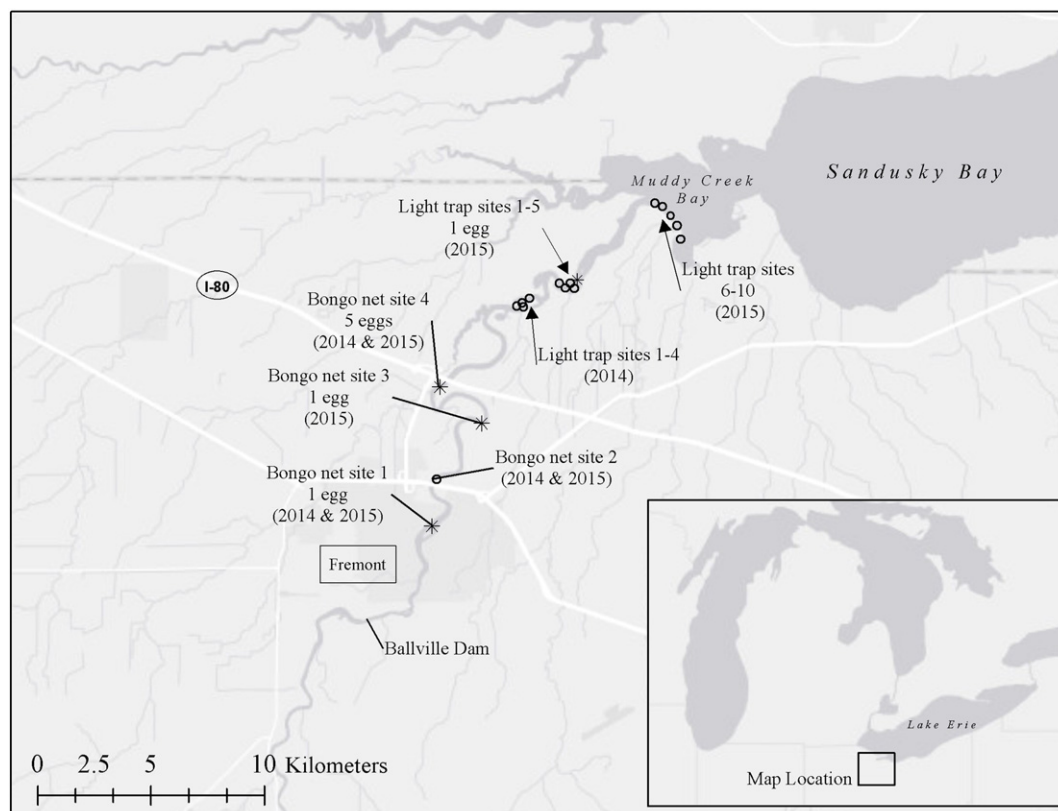 Muddy Creek
Bay
Sandusky Bay
Light trap sites 1-5
1 egg
(2015)
Light trap sites
6-10
(2015)
I-80
Bongo net site 4
5 eggs
(2014 & 2015)
Light trap sites 1-4
(2014)
Bongo net site 3
1 egg
(2015)
Bongo net site 2
(2014 & 2015)
Bongo net site 1
1 egg
(2014 & 2015)
Fremont
Ballville Dam
Lake Erie
Map Location
0 2.5 5 10 Kilometers